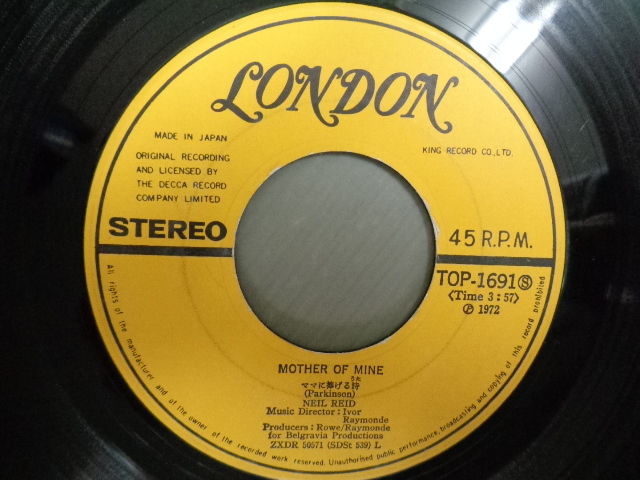 LONDON
MADE IN JAPAN
KING RECORD CO., LTD.
ORIGINAL RECORDING
AND LICENSED BY
THE DECCA RECORD
COMPANY LIMITED
STEREO
45 R.P.M.
TOP-1691Ⓢ
〈Time 3:57〉
Ⓟ 1972
MOTHER OF MINE
うた
ママに捧げる詩
(Parkinson)
NEIL REID
Music Director: Ivor
Raymonde
Producers: Rowe/Raymonde
for Belgravia Productions
ZXDR 50571 (SDSt 539) L
All rights of the manufacturer and of the owner of the recorded work reserved. Unauthorised public performance, broadcasting and copying of this record prohibited